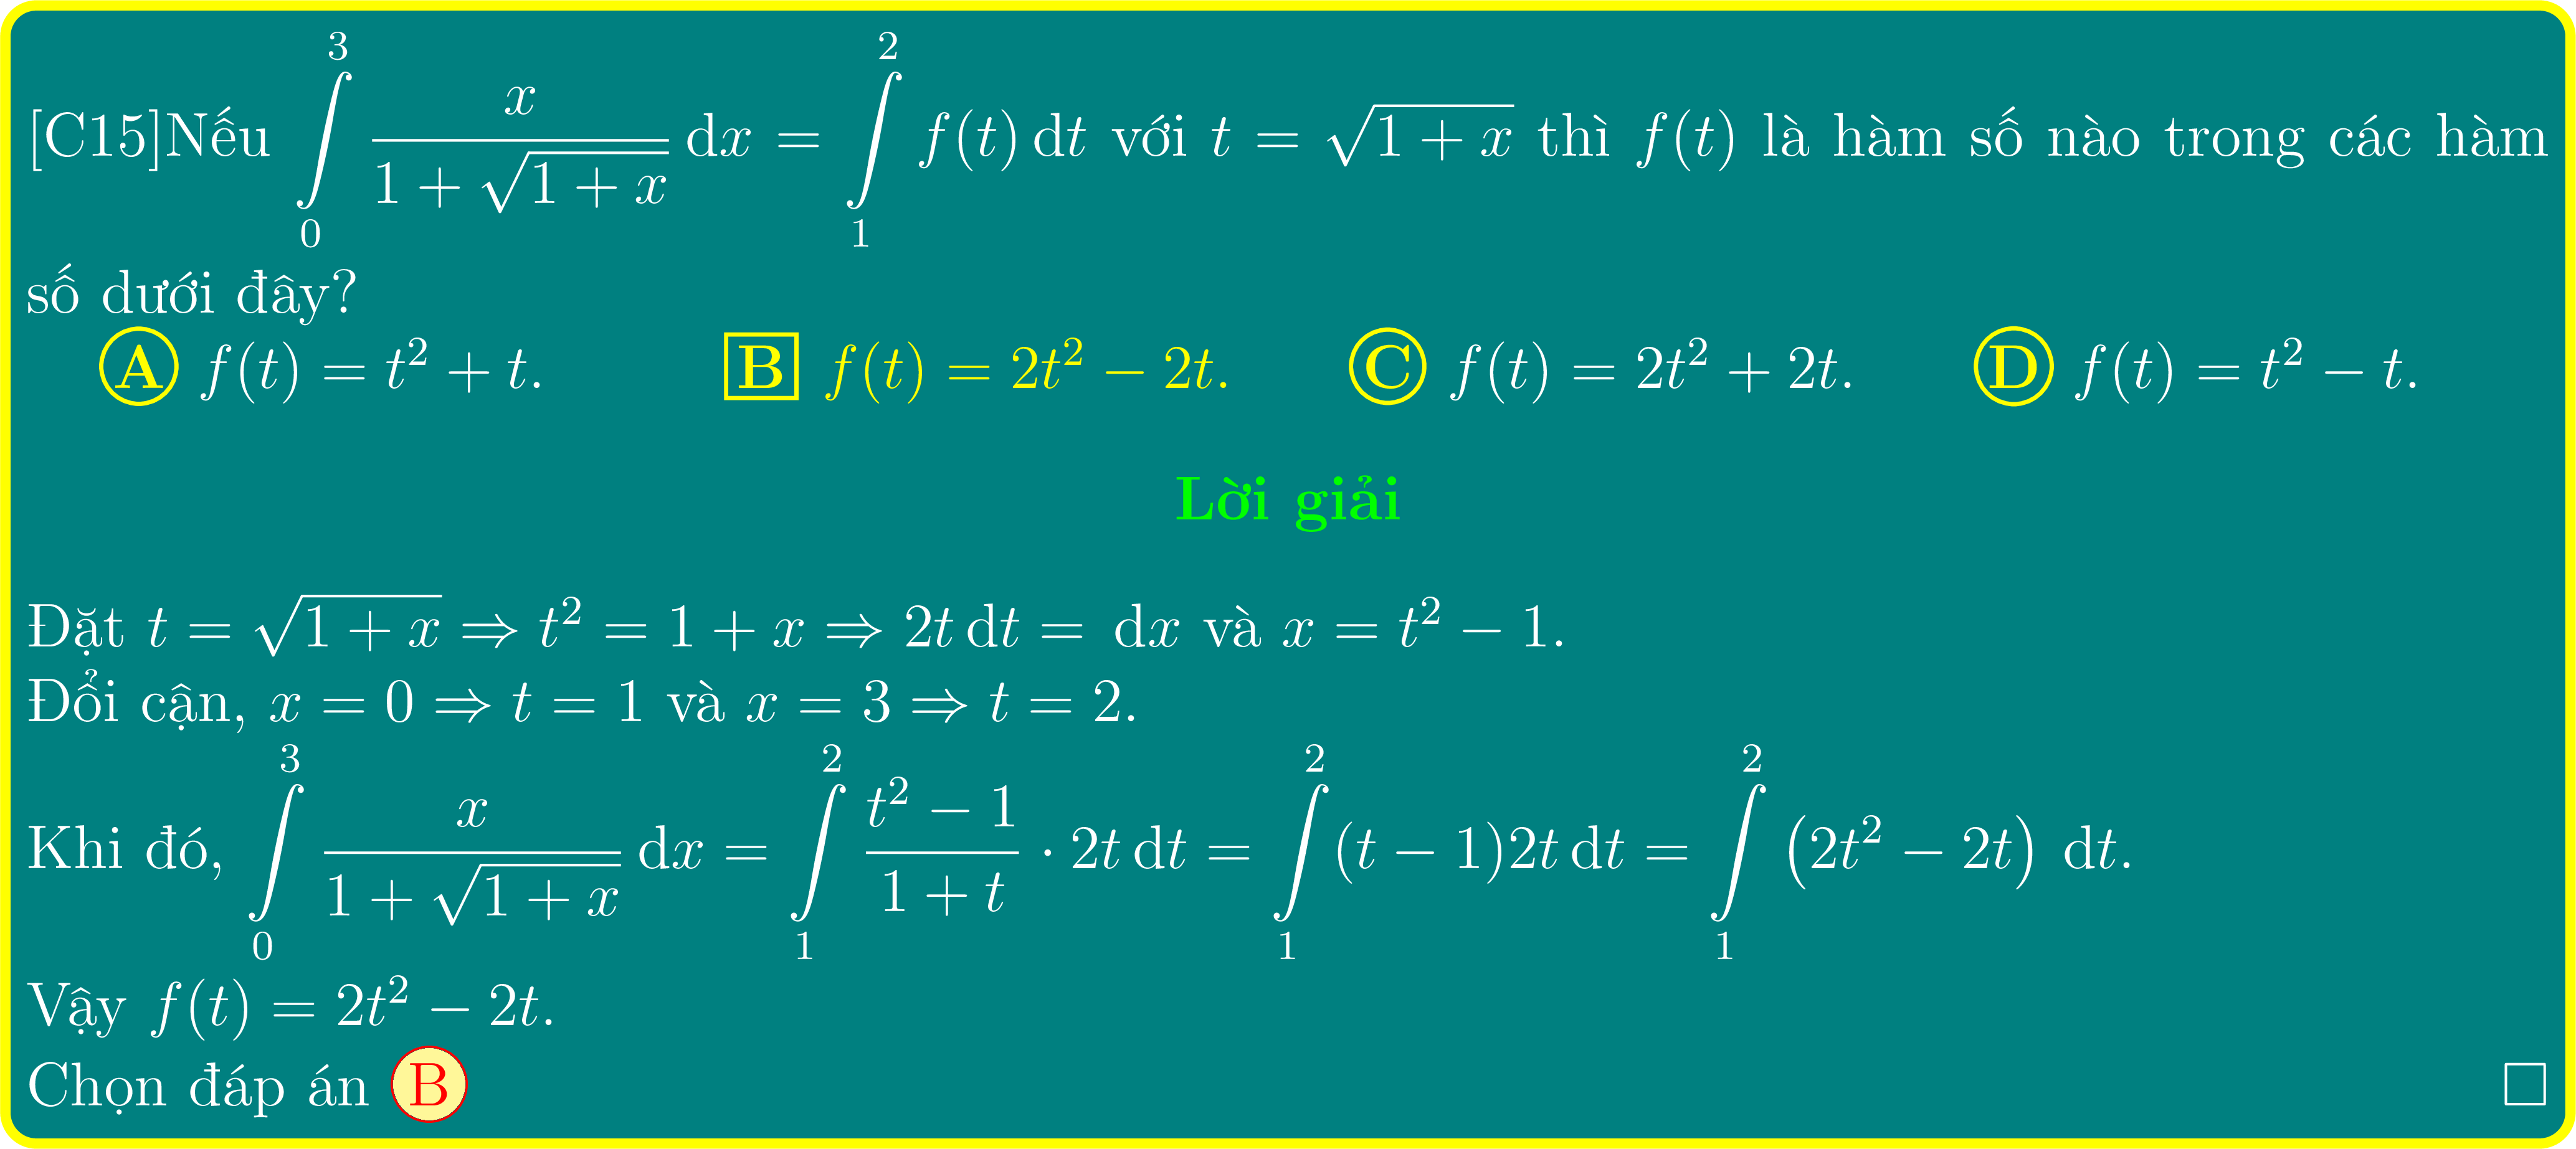 [C15]Nếu $\int\limits_0^3 \frac{x}{1+\sqrt{1+x}}\,\mathrm{d}x = \int\limits_1^2 f(t)\,\mathrm{d}t$ với $t = \sqrt{1+x}$ thì $f(t)$ là hàm số nào trong các hàm
số dưới đây?
A $f(t) = t^2 + t.$ B $f(t) = 2t^2 - 2t.$ C $f(t) = 2t^2 + 2t.$ D $f(t) = t^2 - t.$
Lời giải
Đặt $t = \sqrt{1+x} \Rightarrow t^2 = 1 + x \Rightarrow 2t\,\mathrm{d}t = \mathrm{d}x$ và $x = t^2 - 1.$
Đổi cận, $x = 0 \Rightarrow t = 1$ và $x = 3 \Rightarrow t = 2.$
Khi đó, $\int\limits_0^3 \frac{x}{1+\sqrt{1+x}}\,\mathrm{d}x = \int\limits_1^2 \frac{t^2-1}{1+t} \cdot 2t\,\mathrm{d}t = \int\limits_1^2 (t-1)2t\,\mathrm{d}t = \int\limits_1^2 (2t^2 - 2t)\,\mathrm{d}t.$
Vậy $f(t) = 2t^2 - 2t.$
Chọn đáp án B □